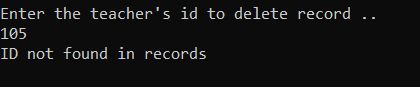 Enter the teacher's id to delete record ..
105
ID not found in records